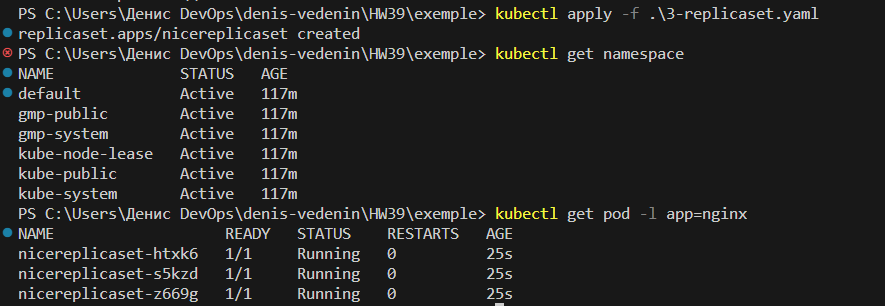 PS C:\Users\Денис DevOps\denis-vedenin\HW39\exemple> kubectl apply -f .\3-replicaset.yaml
replicaset.apps/nicereplicaset created
PS C:\Users\Денис DevOps\denis-vedenin\HW39\exemple> kubectl get namespace
NAME              STATUS   AGE
default           Active   117m
gmp-public        Active   117m
gmp-system        Active   117m
kube-node-lease   Active   117m
kube-public       Active   117m
kube-system       Active   117m
PS C:\Users\Денис DevOps\denis-vedenin\HW39\exemple> kubectl get pod -l app=nginx
NAME                   READY   STATUS    RESTARTS   AGE
nicereplicaset-htxk6   1/1     Running   0          25s
nicereplicaset-s5kzd   1/1     Running   0          25s
nicereplicaset-z669g   1/1     Running   0          25s